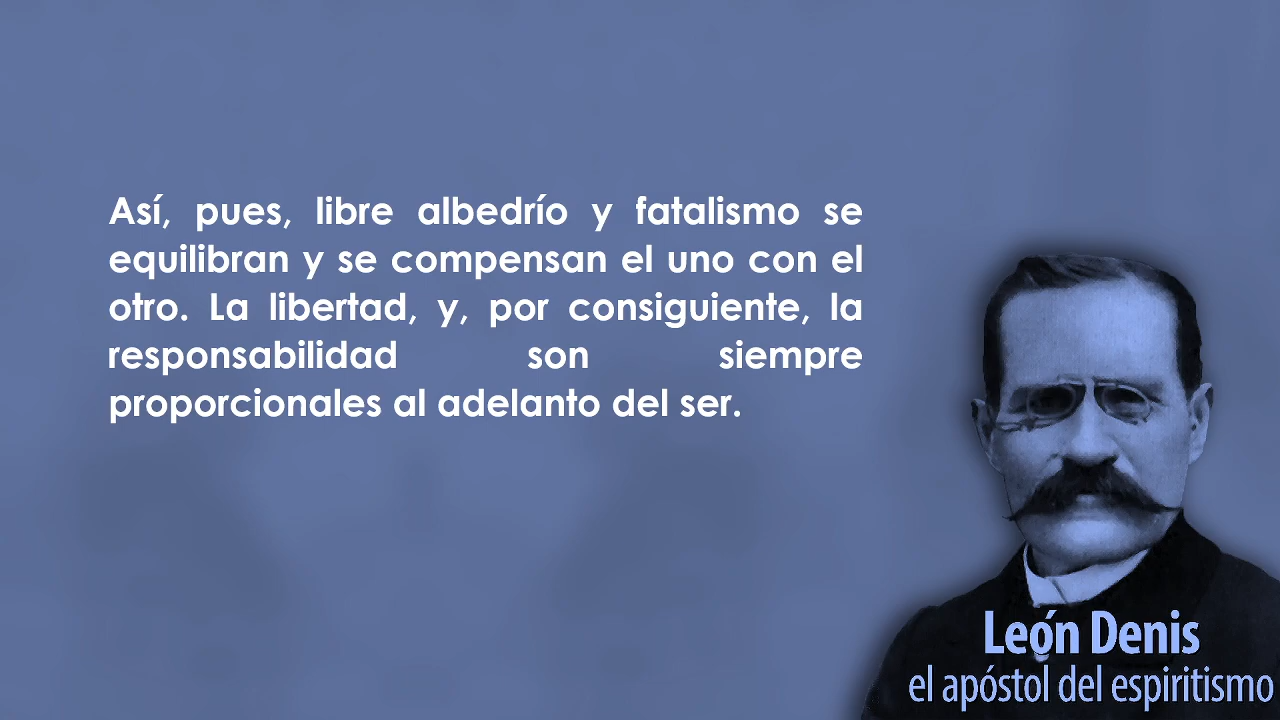 Así, pues, libre albedrío y fatalismo se
equilibran y se compensan el uno con el
otro. La libertad, y, por consiguiente, la
responsabilidad son siempre
proporcionales al adelanto del ser.
León Denis
el apóstol del espiritismo